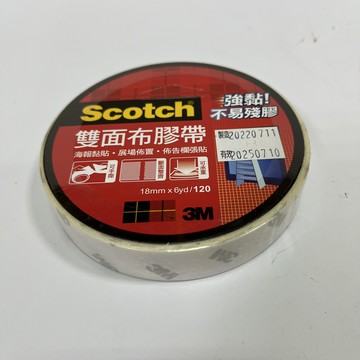 Scotch
強黏!
不易殘膠
雙面布膠帶
製造20220711
有效20250710
海報黏貼・展場佈置・佈告欄張貼
18mm x 6yd/120
3M
3M
3M